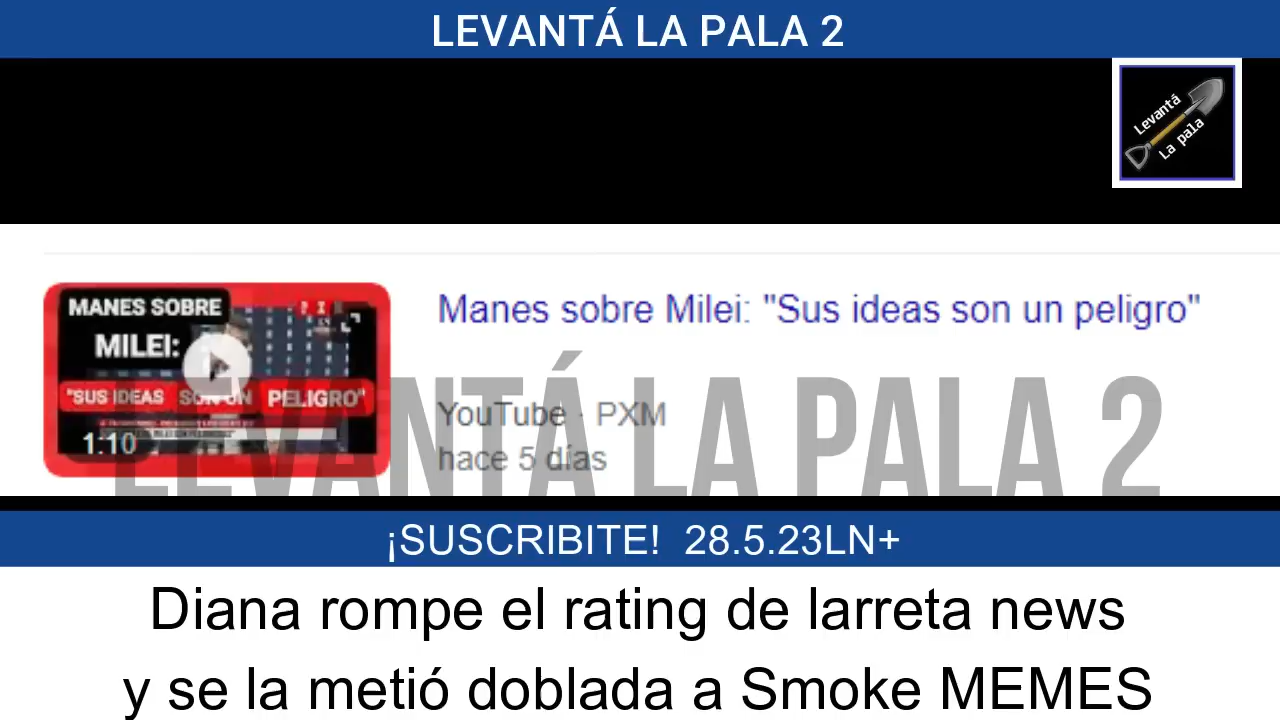 LEVANTÁ LA PALA 2
Levantá
La pala
MANES SOBRE
MILEI:
"SUS IDEAS SON UN PELIGRO"
1:10
Manes sobre Milei: "Sus ideas son un peligro"
YouTube · PXM
hace 5 días
LEVANTÁ LA PALA 2
¡SUSCRIBITE! 28.5.23LN+
Diana rompe el rating de larreta news
y se la metió doblada a Smoke MEMES